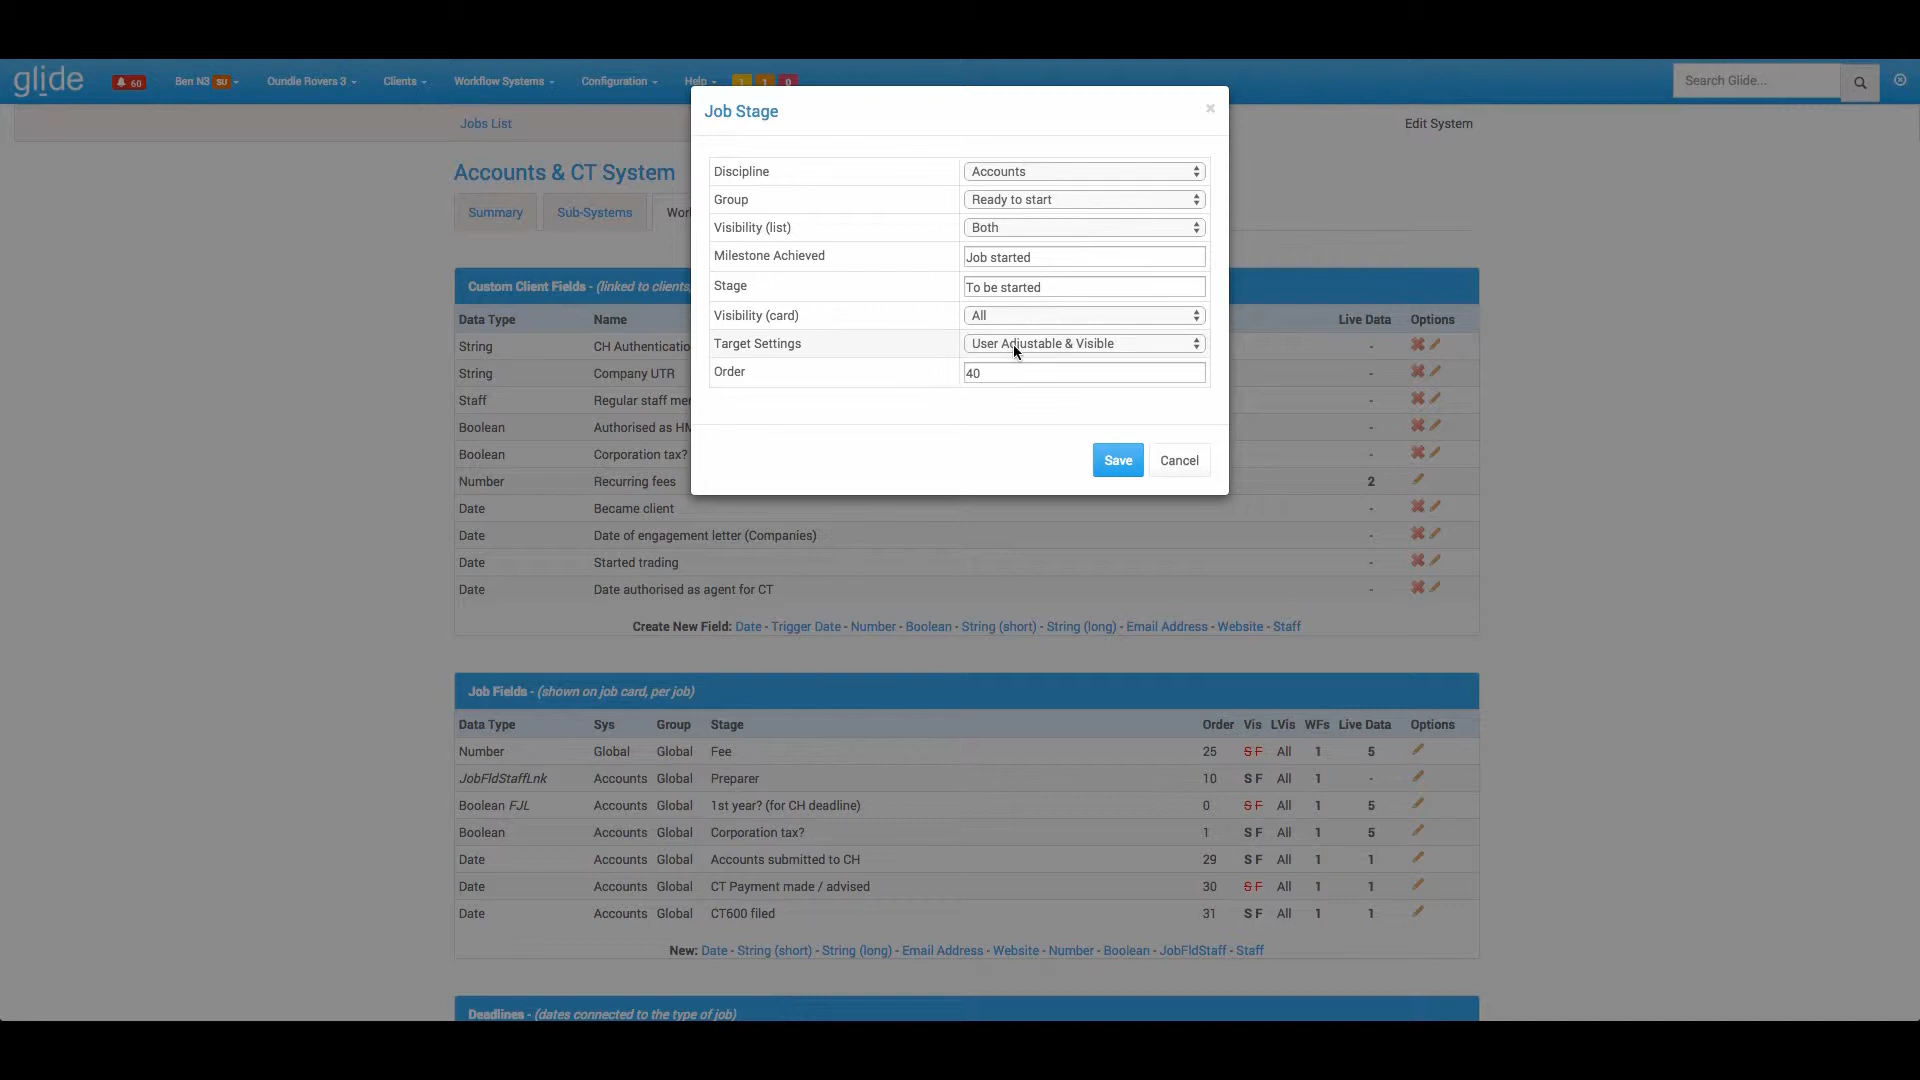 glide 60 Ben N3 SU Oundle Rovers 3 Clients Workflow Systems Configuration Help 1 1 0 Search Glide...
Jobs List Edit System
Accounts & CT System
Summary Sub-Systems
Job Stage ×
Discipline Accounts
Group Ready to start
Visibility (list) Both
Milestone Achieved Job started
Stage To be started
Visibility (card) All
Target Settings User Adjustable & Visible
Order 40
Save Cancel
Custom Client Fields - (linked to clients,
Data Type Name Live Data Options
String CH Authenticatio -
String Company UTR -
Staff Regular staff me -
Boolean Authorised as HM -
Boolean Corporation tax? -
Number Recurring fees 2
Date Became client -
Date Date of engagement letter (Companies) -
Date Started trading -
Date Date authorised as agent for CT -
Create New Field: Date - Trigger Date - Number - Boolean - String (short) - String (long) - Email Address - Website - Staff
Job Fields - (shown on job card, per job)
Data Type Sys Group Stage Order Vis LVis WFs Live Data Options
Number Global Global Fee 25 S F All 1 5
JobFldStaffLnk Accounts Global Preparer 10 S F All 1 -
Boolean FJL Accounts Global 1st year? (for CH deadline) 0 S F All 1 5
Boolean Accounts Global Corporation tax? 1 S F All 1 5
Date Accounts Global Accounts submitted to CH 29 S F All 1 1
Date Accounts Global CT Payment made / advised 30 S F All 1 1
Date Accounts Global CT600 filed 31 S F All 1 1
New: Date - String (short) - String (long) - Email Address - Website - Number - Boolean - JobFldStaff - Staff
Deadlines - (dates connected to the type of job)